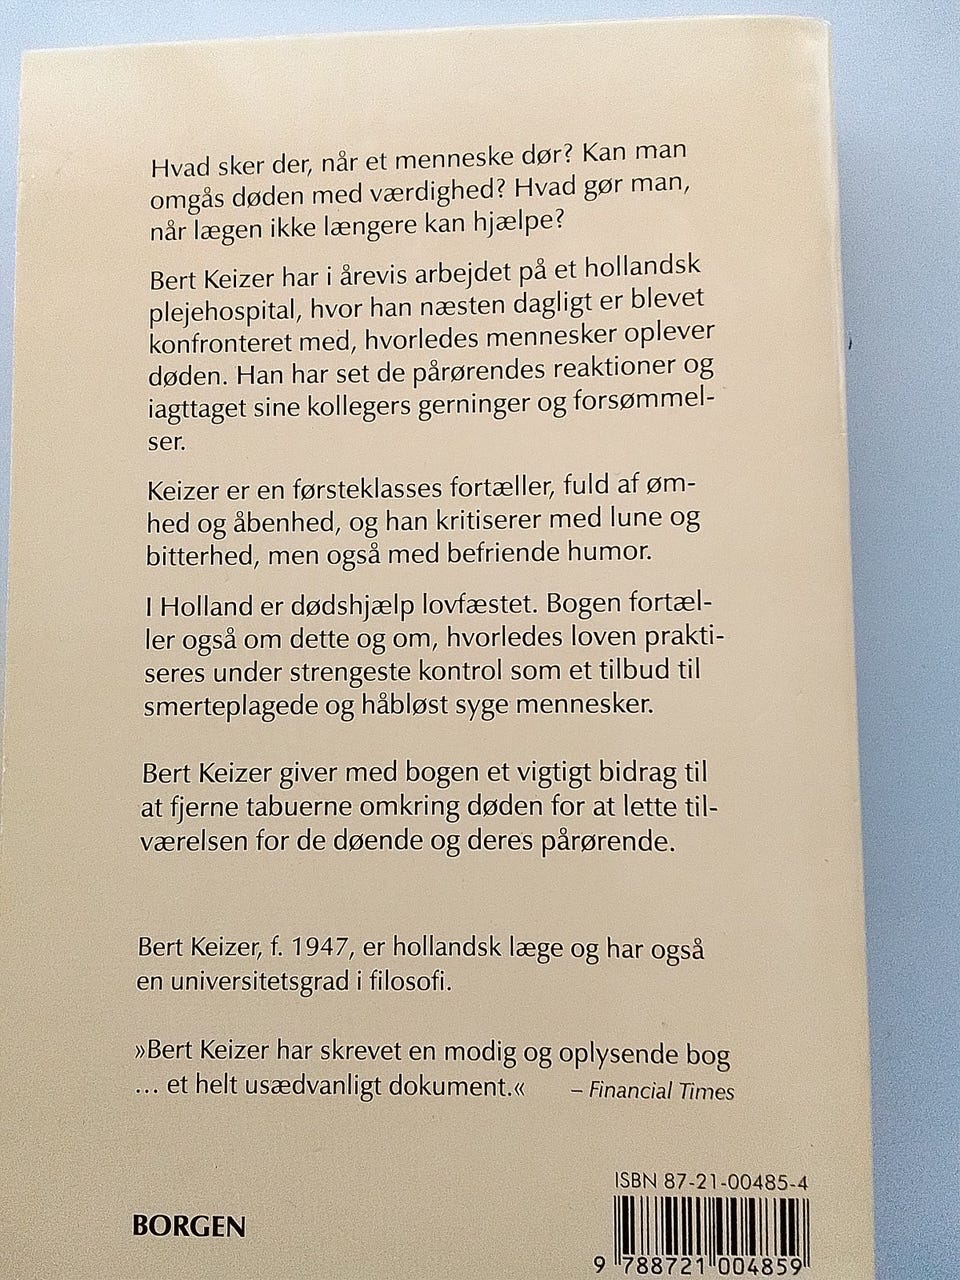 Hvad sker der, når et menneske dør? Kan man
omgås døden med værdighed? Hvad gør man,
når lægen ikke længere kan hjælpe?
Bert Keizer har i årevis arbejdet på et hollandsk
plejehospital, hvor han næsten dagligt er blevet
konfronteret med, hvorledes mennesker oplever
døden. Han har set de pårørendes reaktioner og
iagttaget sine kollegers gerninger og forsømmel-
ser.
Keizer er en førsteklasses fortæller, fuld af øm-
hed og åbenhed, og han kritiserer med lune og
bitterhed, men også med befriende humor.
I Holland er dødshjælp lovfæstet. Bogen fortæl-
ler også om dette og om, hvorledes loven prakti-
seres under strengeste kontrol som et tilbud til
smerteplagede og håbløst syge mennesker.
Bert Keizer giver med bogen et vigtigt bidrag til
at fjerne tabuerne omkring døden for at lette til-
værelsen for de døende og deres pårørende.
Bert Keizer, f. 1947, er hollandsk læge og har også
en universitetsgrad i filosofi.
»Bert Keizer har skrevet en modig og oplysende bog
... et helt usædvanligt dokument.« – Financial Times
ISBN 87-21-00485-4
BORGEN
9 788721 004859